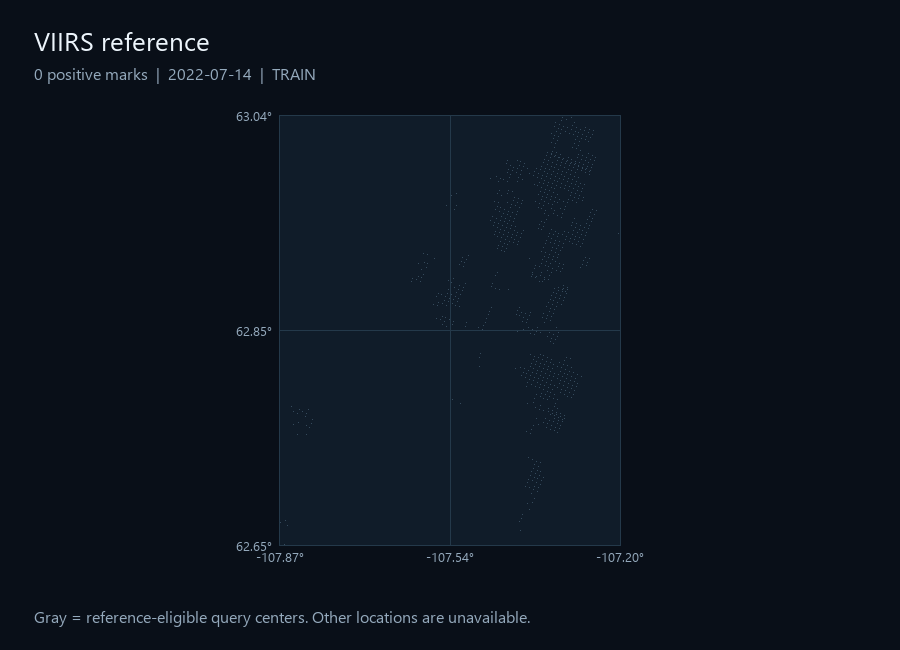 VIIRS reference
0 positive marks | 2022-07-14 | TRAIN
63.04°
62.85°
62.65°
-107.87°
-107.54°
-107.20°
Gray = reference-eligible query centers. Other locations are unavailable.